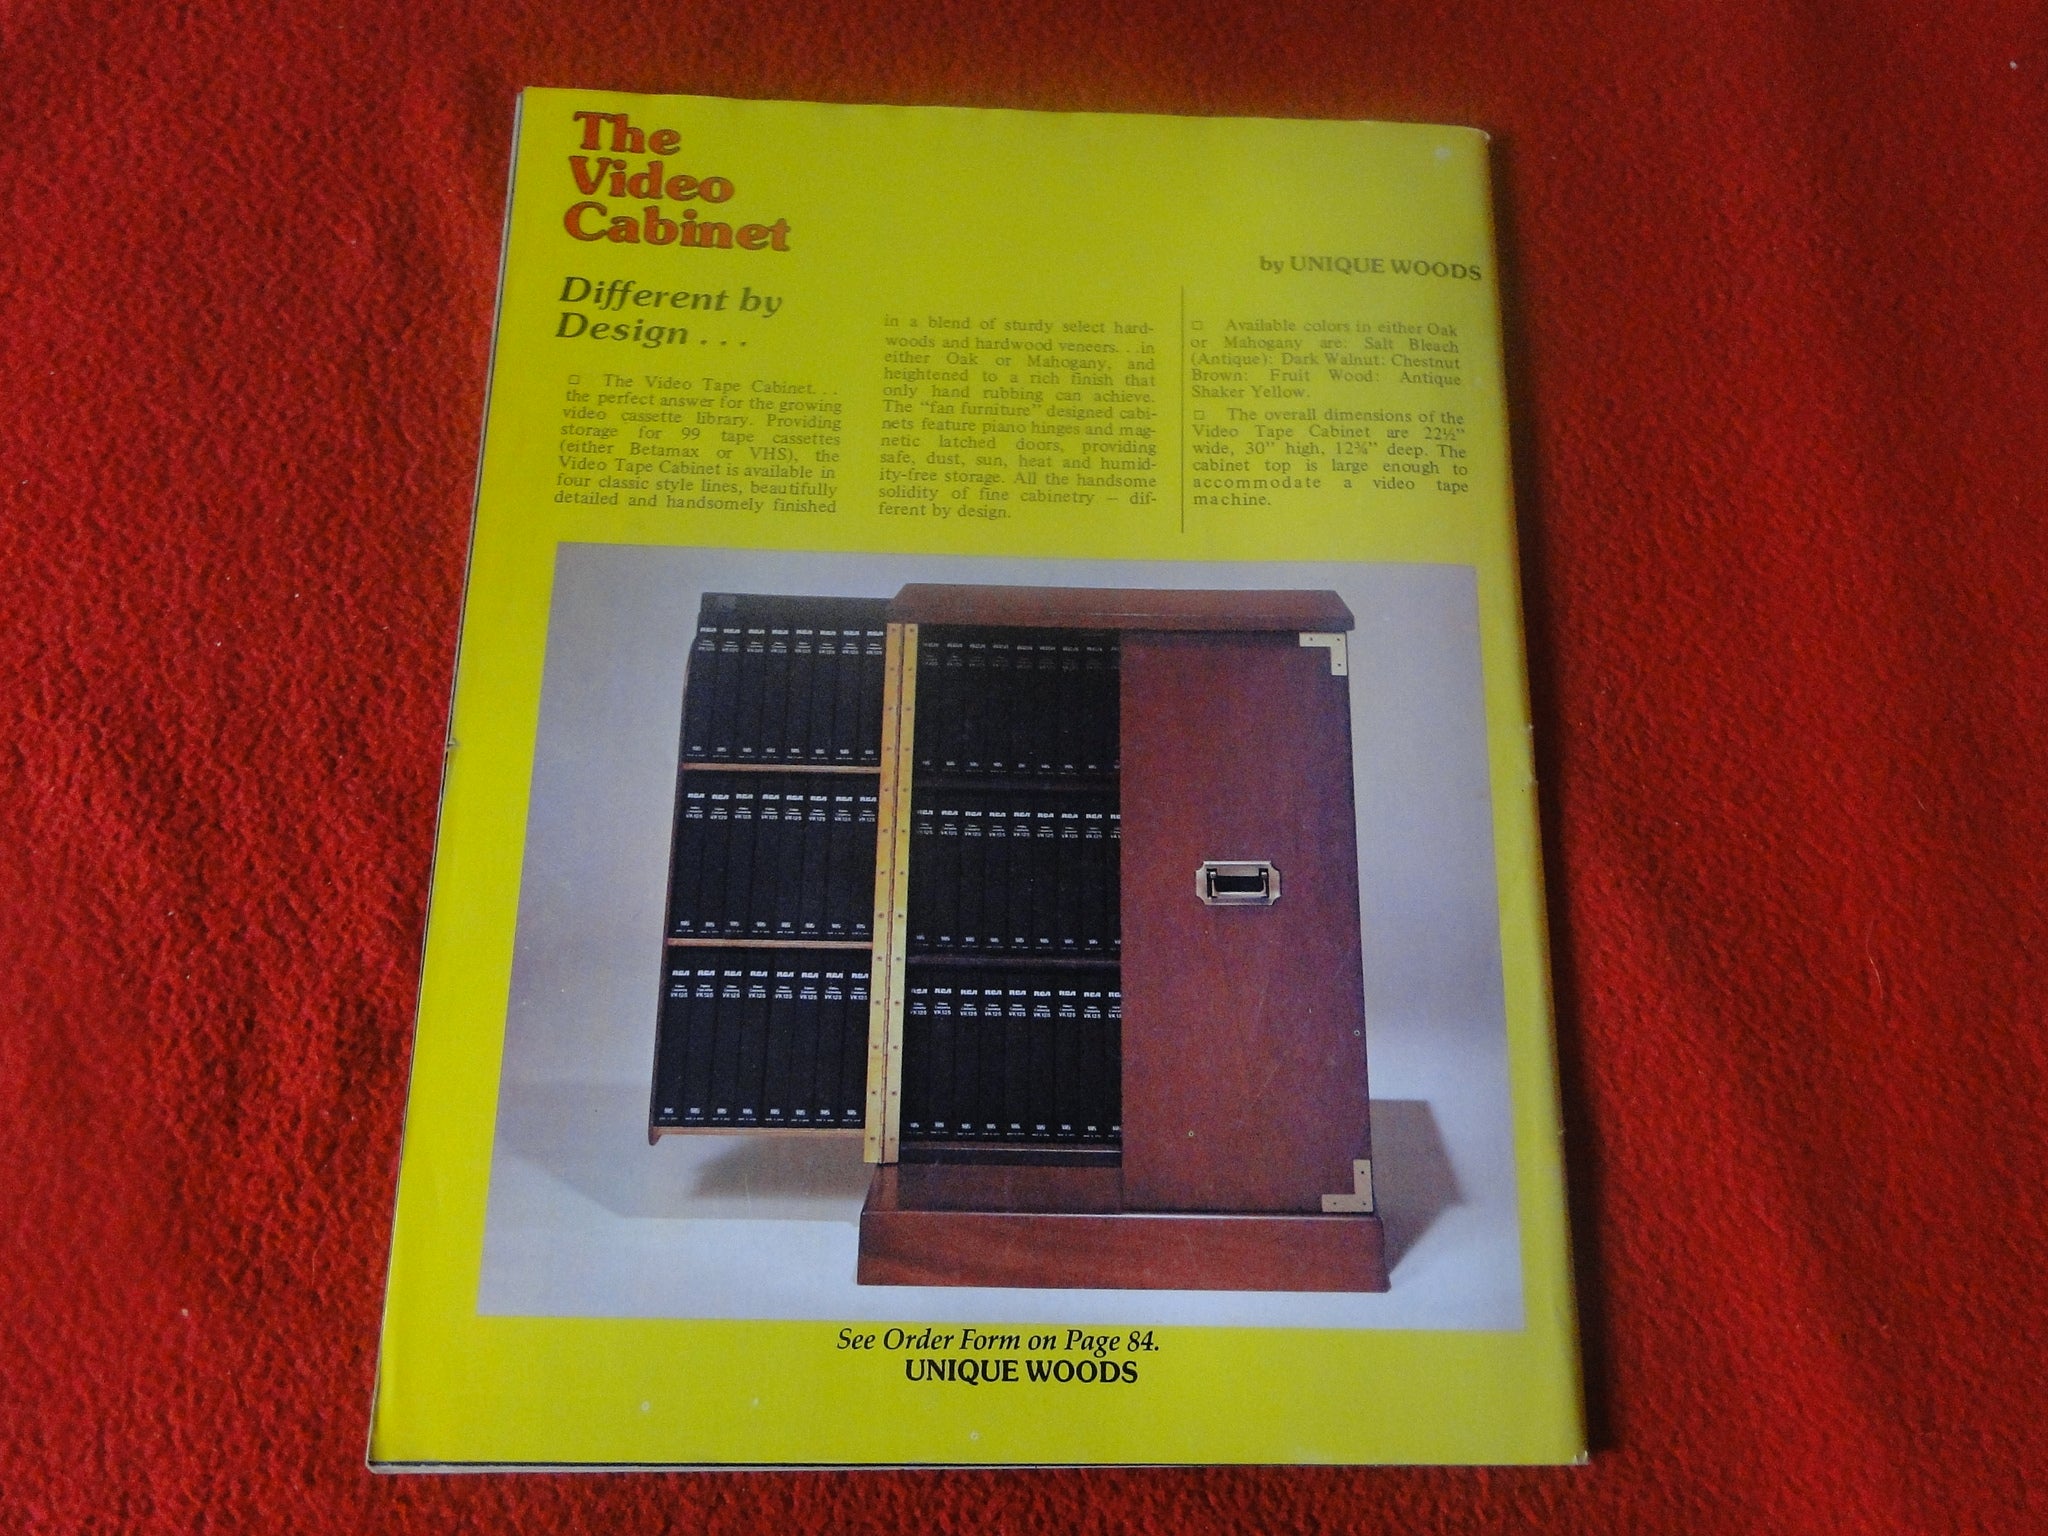 The
Video
Cabinet
by UNIQUE WOODS
Different by
Design . . .
□ The Video Tape Cabinet. . .
the perfect answer for the growing
video cassette library. Providing
storage for 99 tape cassettes
(either Betamax or VHS), the
Video Tape Cabinet is available in
four classic style lines, beautifully
detailed and handsomely finished
in a blend of sturdy select hard-
woods and hardwood veneers. . .in
either Oak or Mahogany, and
heightened to a rich finish that
only hand rubbing can achieve.
The "fan furniture" designed cabi-
nets feature piano hinges and mag-
netic latched doors, providing
safe, dust, sun, heat and humid-
ity-free storage. All the handsome
solidity of fine cabinetry — dif-
ferent by design.
□ Available colors in either Oak
or Mahogany are: Salt Bleach
(Antique): Dark Walnut: Chestnut
Brown: Fruit Wood: Antique
Shaker Yellow.
□ The overall dimensions of the
Video Tape Cabinet are 22½"
wide, 30" high, 12¾" deep. The
cabinet top is large enough to
accommodate a video tape
machine.
See Order Form on Page 84.
UNIQUE WOODS